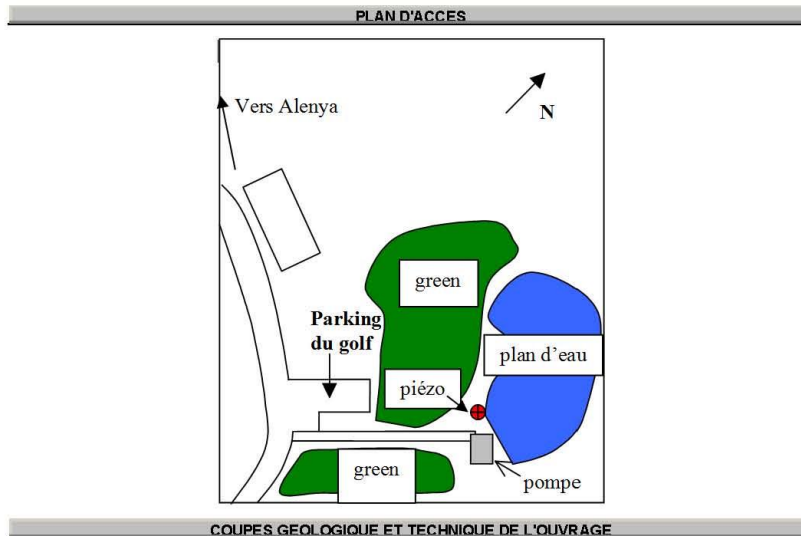 PLAN D'ACCES
Vers Alenya
N
green
Parking
du golf
plan d'eau
piézo
green
pompe
COUPES GEOLOGIQUE ET TECHNIQUE DE L'OUVRAGE